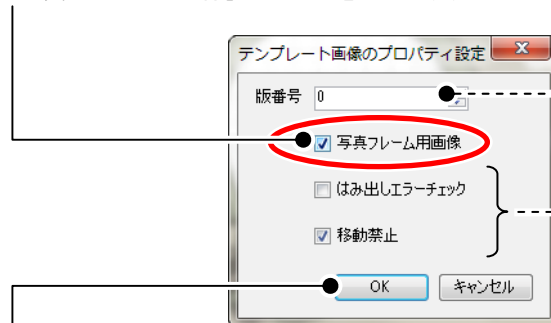 テンプレート画像のプロパティ設定
版番号 0
写真フレーム用画像
はみ出しエラーチェック
移動禁止
OK キャンセル